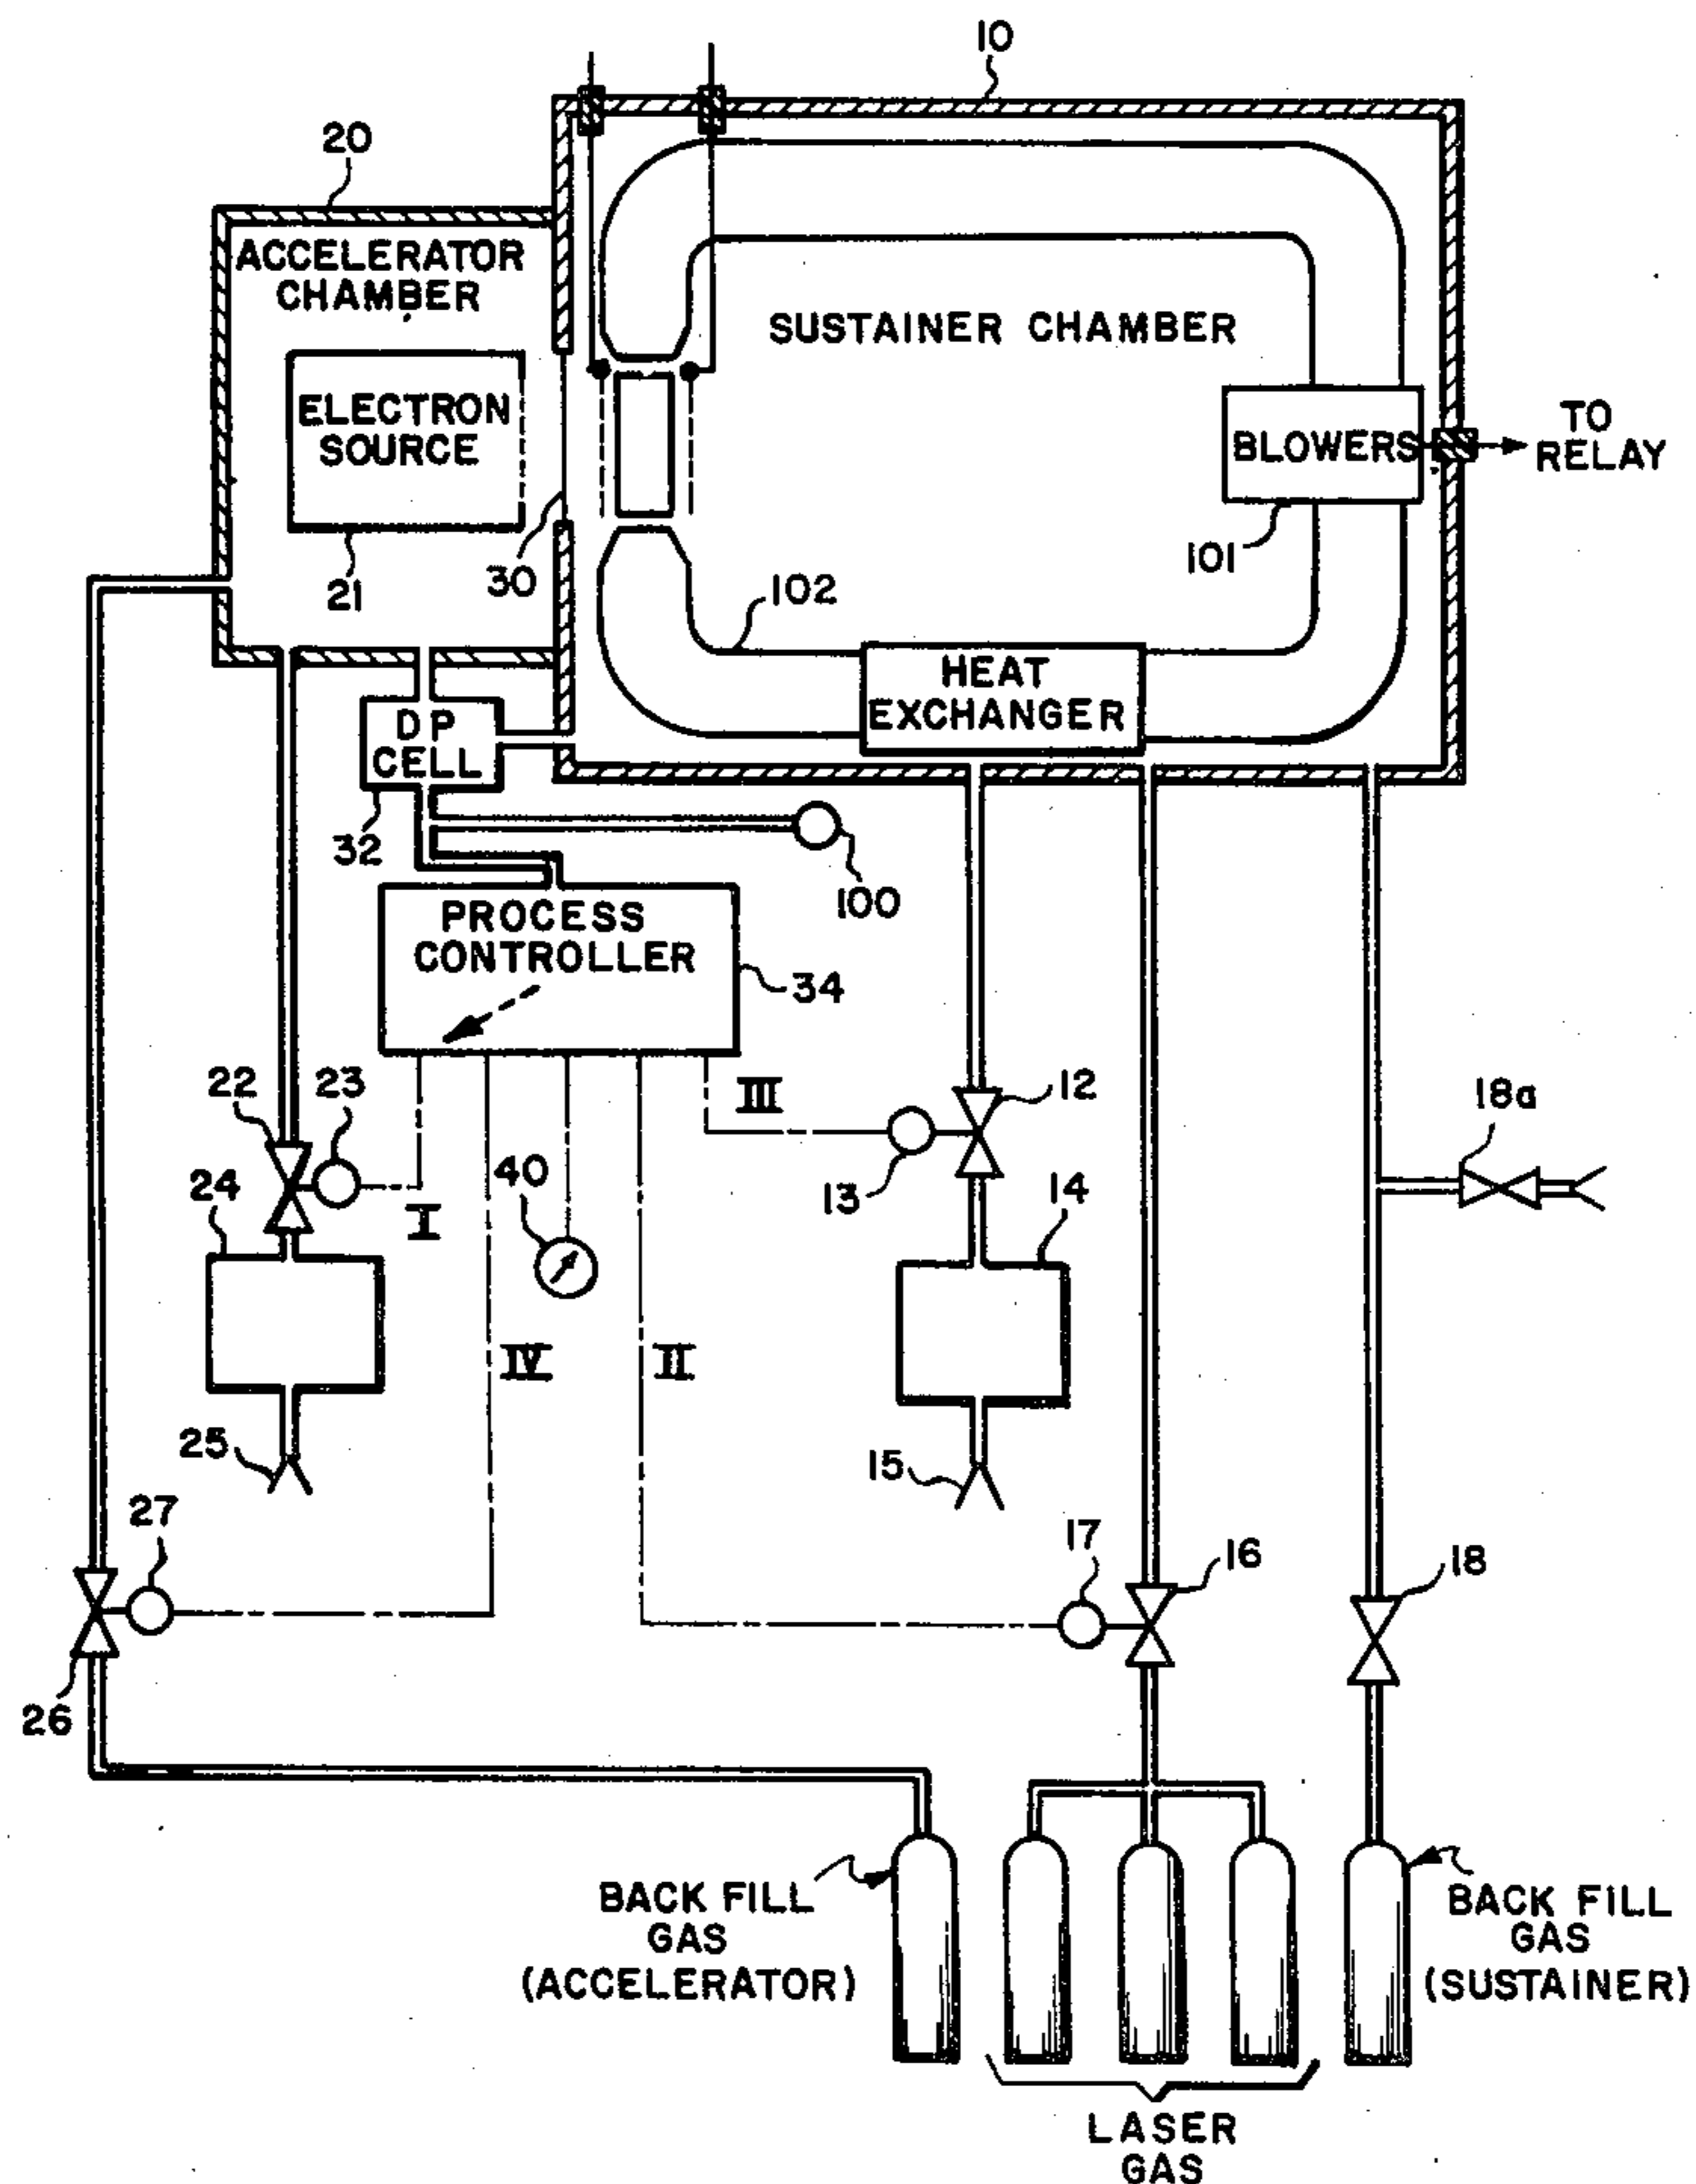 10
20
ACCELERATOR
CHAMBER
SUSTAINER CHAMBER
ELECTRON
SOURCE
BLOWERS
TO
RELAY
21
30
101
102
HEAT
EXCHANGER
DP
CELL
32
100
PROCESS
CONTROLLER
34
22
23
III
12
18a
24
I
40
13
14
IV
II
25
15
27
17
16
18
26
BACK FILL
GAS
(ACCELERATOR)
BACK FILL
GAS
(SUSTAINER)
LASER
GAS